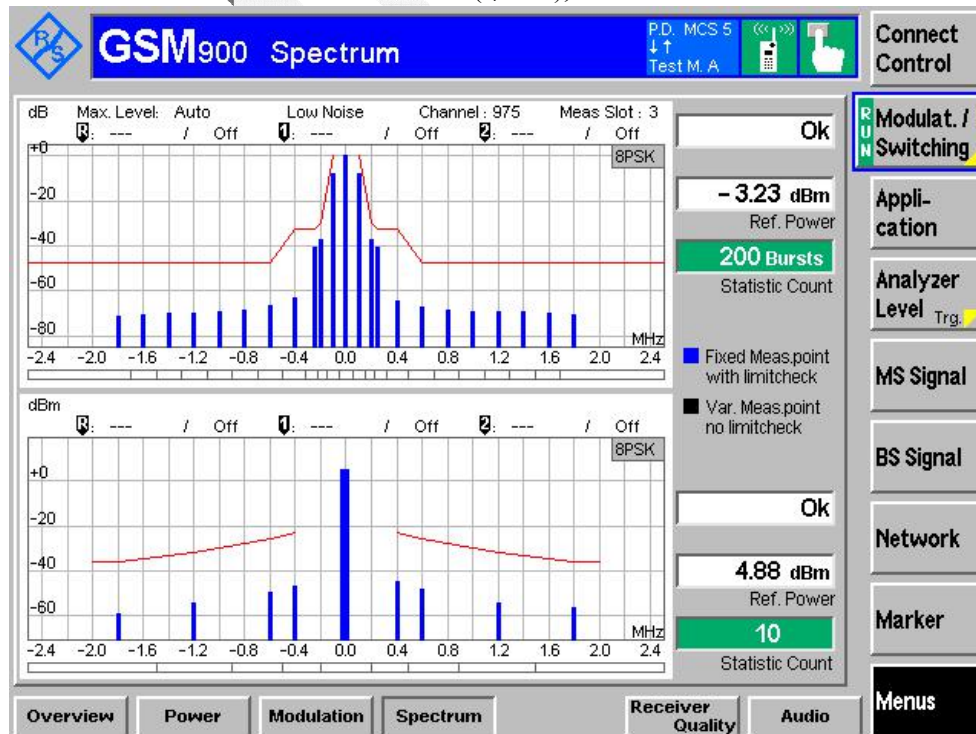 R S
GSM900 Spectrum
P.D. MCS 5
↓ ↑
Test M. A
Connect Control
dB Max. Level: Auto Low Noise Channel : 975 Meas Slot : 3
R: --- / Off 1: --- / Off 2: --- / Off
8PSK
+0
-20
-40
-60
-80
MHz
-2.4 -2.0 -1.6 -1.2 -0.8 -0.4 0.0 0.4 0.8 1.2 1.6 2.0 2.4
Ok
- 3.23 dBm
Ref. Power
200 Bursts
Statistic Count
Fixed Meas.point
with limitcheck
Var. Meas.point
no limitcheck
dBm
R: --- / Off 1: --- / Off 2: --- / Off
8PSK
+0
-20
-40
-60
MHz
-2.4 -2.0 -1.6 -1.2 -0.8 -0.4 0.0 0.4 0.8 1.2 1.6 2.0 2.4
Ok
4.88 dBm
Ref. Power
10
Statistic Count
RUN
Modulat. /
Switching
Appli-
cation
Analyzer
Level Trg.
MS Signal
BS Signal
Network
Marker
Menus
Overview Power Modulation Spectrum Receiver Quality Audio